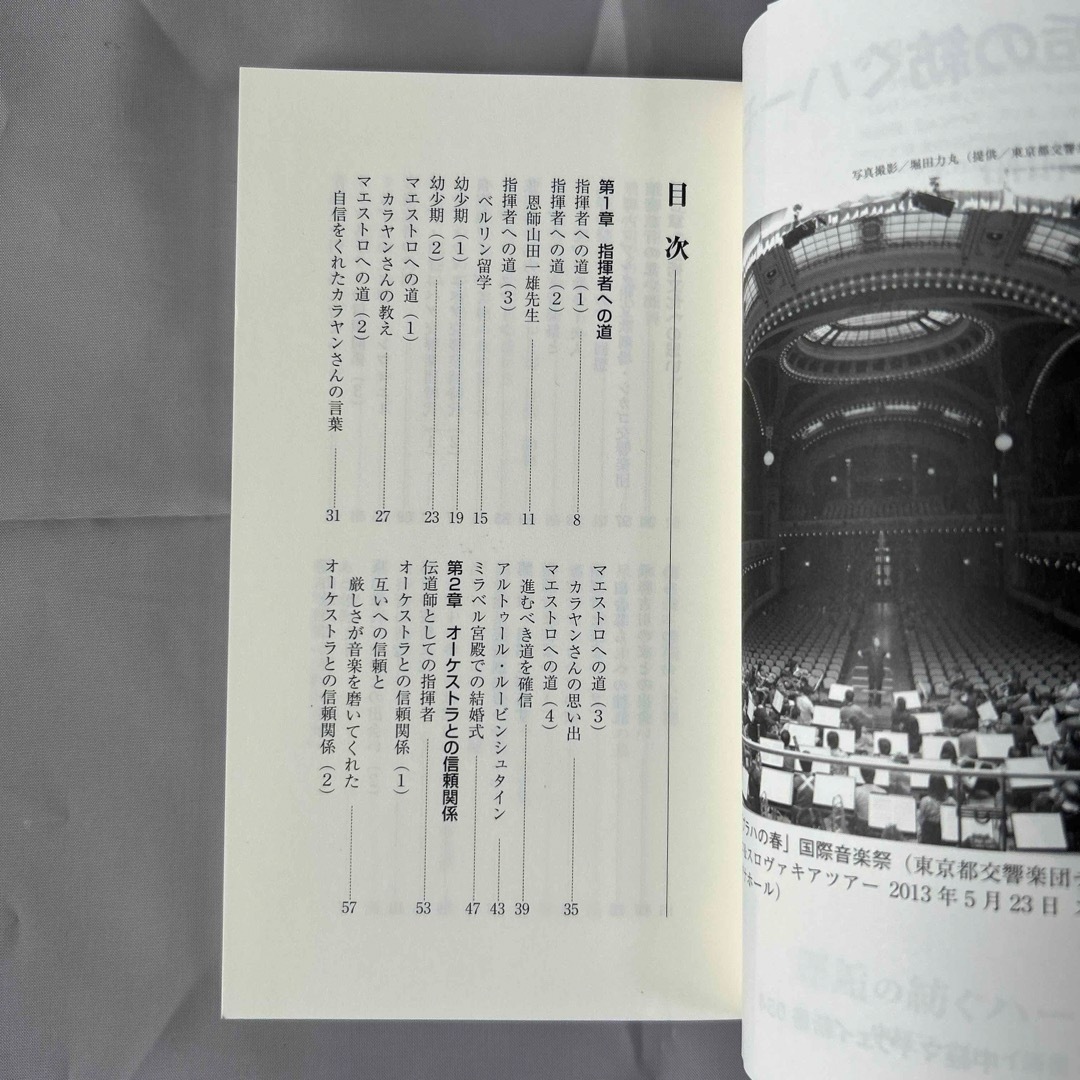 目次
第1章 指揮者への道
指揮者への道(1) 8
指揮者への道(2)
恩師山田一雄先生 11
指揮者への道(3)
ベルリン留学 15
幼少期(1) 19
幼少期(2) 23
マエストロへの道(1)
カラヤンさんの教え 27
マエストロへの道(2)
自信をくれたカラヤンさんの言葉 31
マエストロへの道(3)
カラヤンさんの思い出 35
マエストロへの道(4)
進むべき道を確信 39
アルトゥール・ルービンシュタイン 43
ミラベル宮殿での結婚式 47
第2章 オーケストラとの信頼関係
伝道師としての指揮者 53
オーケストラとの信頼関係(1)
互いへの信頼と
厳しさが音楽を磨いてくれた 57
オーケストラとの信頼関係(2)
写真撮影/堀田力丸(提供/東京都交響
ラハの春」国際音楽祭(東京都交響楽団
スロヴァキアツアー 2013年5月23日
ホール)